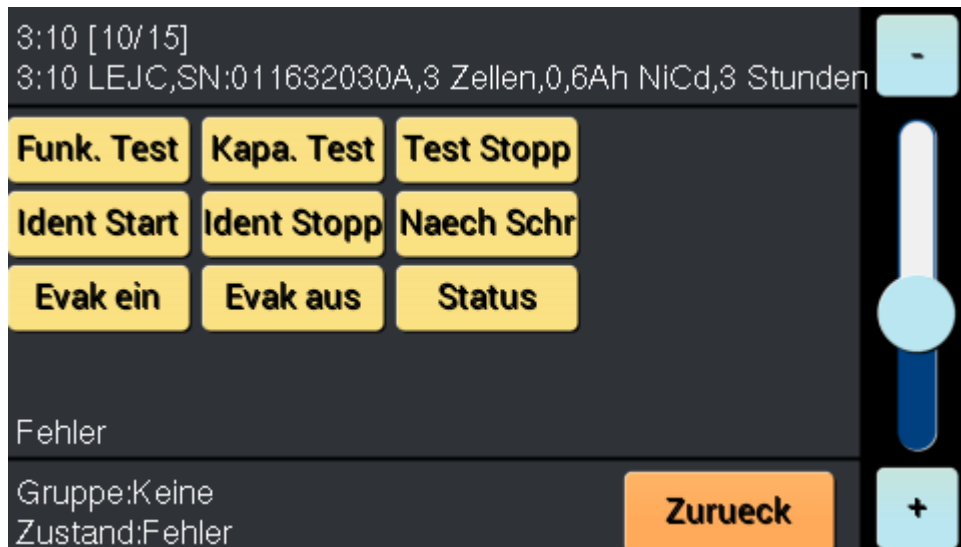 3:10 [10/15]
3:10 LEJC,SN:011632030A,3 Zellen,0,6Ah NiCd,3 Stunden
-
Funk. Test Kapa. Test Test Stopp
Ident Start Ident Stopp Naech Schr
Evak ein Evak aus Status
Fehler
Gruppe:Keine
Zustand:Fehler
Zurueck
+